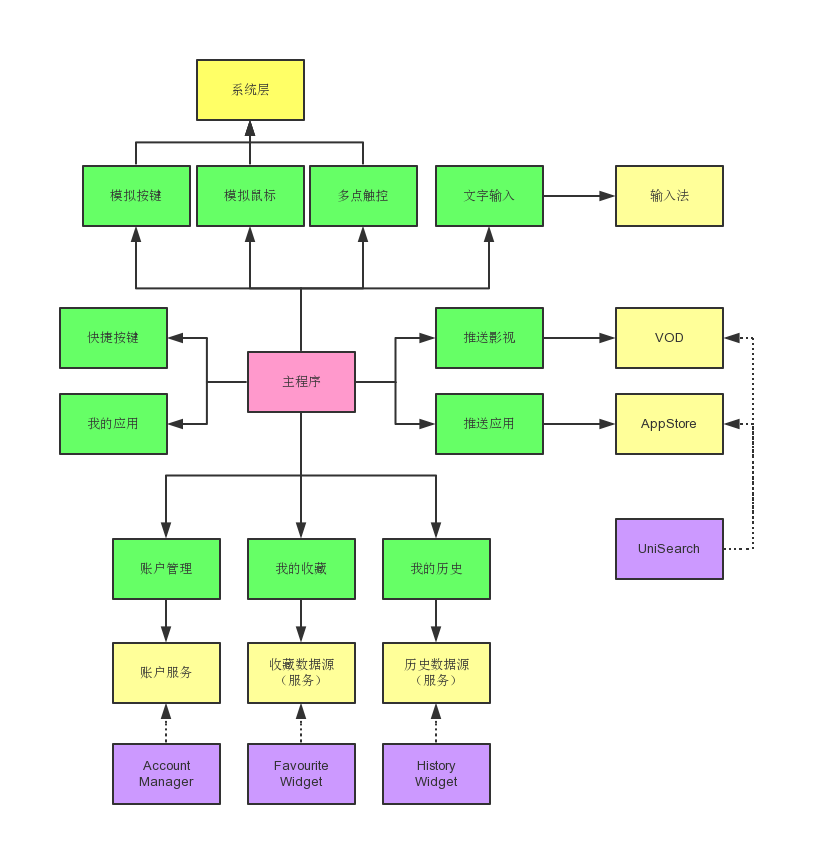 系统层
模拟按键
模拟鼠标
多点触控
文字输入
输入法
快捷按键
推送影视
VOD
主程序
我的应用
推送应用
AppStore
UniSearch
账户管理
我的收藏
我的历史
账户服务
收藏数据源
（服务）
历史数据源
（服务）
Account
Manager
Favourite
Widget
History
Widget